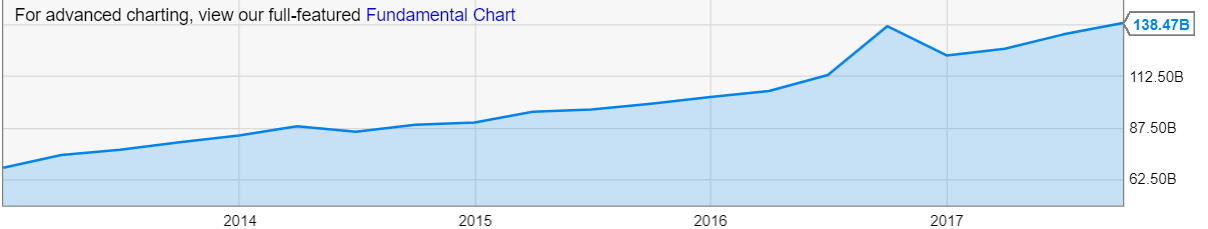 For advanced charting, view our full-featured Fundamental Chart
138.47B
112.50B
87.50B
62.50B
2014 2015 2016 2017